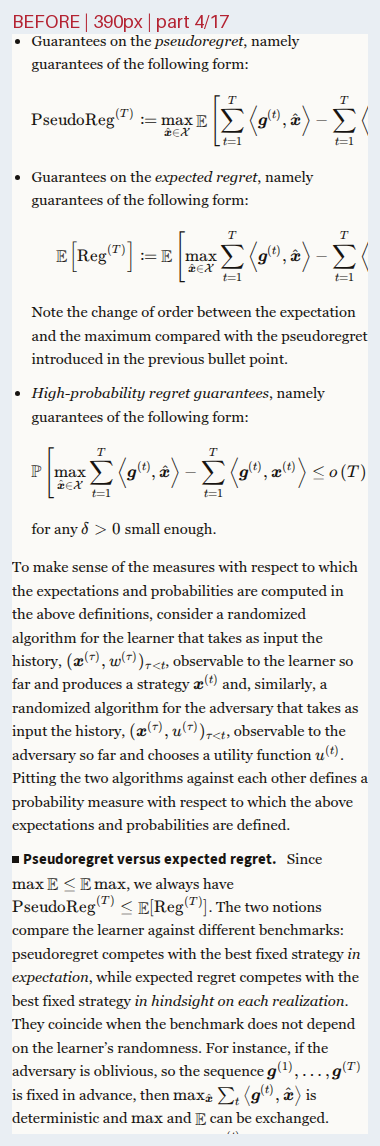 BEFORE | 390px | part 4/17
• Guarantees on the pseudoregret, namely
guarantees of the following form:
PseudoReg^{(T)} := max_{x̂∈𝒳} 𝔼 [∑_{t=1}^{T} ⟨g^{(t)}, x̂⟩ − ∑_{t=1}^{T} ⟨
• Guarantees on the expected regret, namely
guarantees of the following form:
𝔼 [Reg^{(T)}] := 𝔼 [max_{x̂∈𝒳} ∑_{t=1}^{T} ⟨g^{(t)}, x̂⟩ − ∑_{t=1}^{T} ⟨
Note the change of order between the expectation
and the maximum compared with the pseudoregret
introduced in the previous bullet point.
• High-probability regret guarantees, namely
guarantees of the following form:
ℙ [max_{x̂∈𝒳} ∑_{t=1}^{T} ⟨g^{(t)}, x̂⟩ − ∑_{t=1}^{T} ⟨g^{(t)}, x^{(t)}⟩ ≤ o (T)
for any δ > 0 small enough.
To make sense of the measures with respect to which
the expectations and probabilities are computed in
the above definitions, consider a randomized
algorithm for the learner that takes as input the
history, (x^{(τ)}, w^{(τ)})_{τ<t}, observable to the learner so
far and produces a strategy x^{(t)} and, similarly, a
randomized algorithm for the adversary that takes as
input the history, (x^{(τ)}, u^{(τ)})_{τ<t}, observable to the
adversary so far and chooses a utility function u^{(t)}.
Pitting the two algorithms against each other defines a
probability measure with respect to which the above
expectations and probabilities are defined.
■ Pseudoregret versus expected regret. Since
max 𝔼 ≤ 𝔼 max, we always have
PseudoReg^{(T)} ≤ 𝔼[Reg^{(T)}]. The two notions
compare the learner against different benchmarks:
pseudoregret competes with the best fixed strategy in
expectation, while expected regret competes with the
best fixed strategy in hindsight on each realization.
They coincide when the benchmark does not depend
on the learner's randomness. For instance, if the
adversary is oblivious, so the sequence g^{(1)}, . . . , g^{(T)}
is fixed in advance, then max_{x̂} ∑_t ⟨g^{(t)}, x̂⟩ is
deterministic and max and 𝔼 can be exchanged.